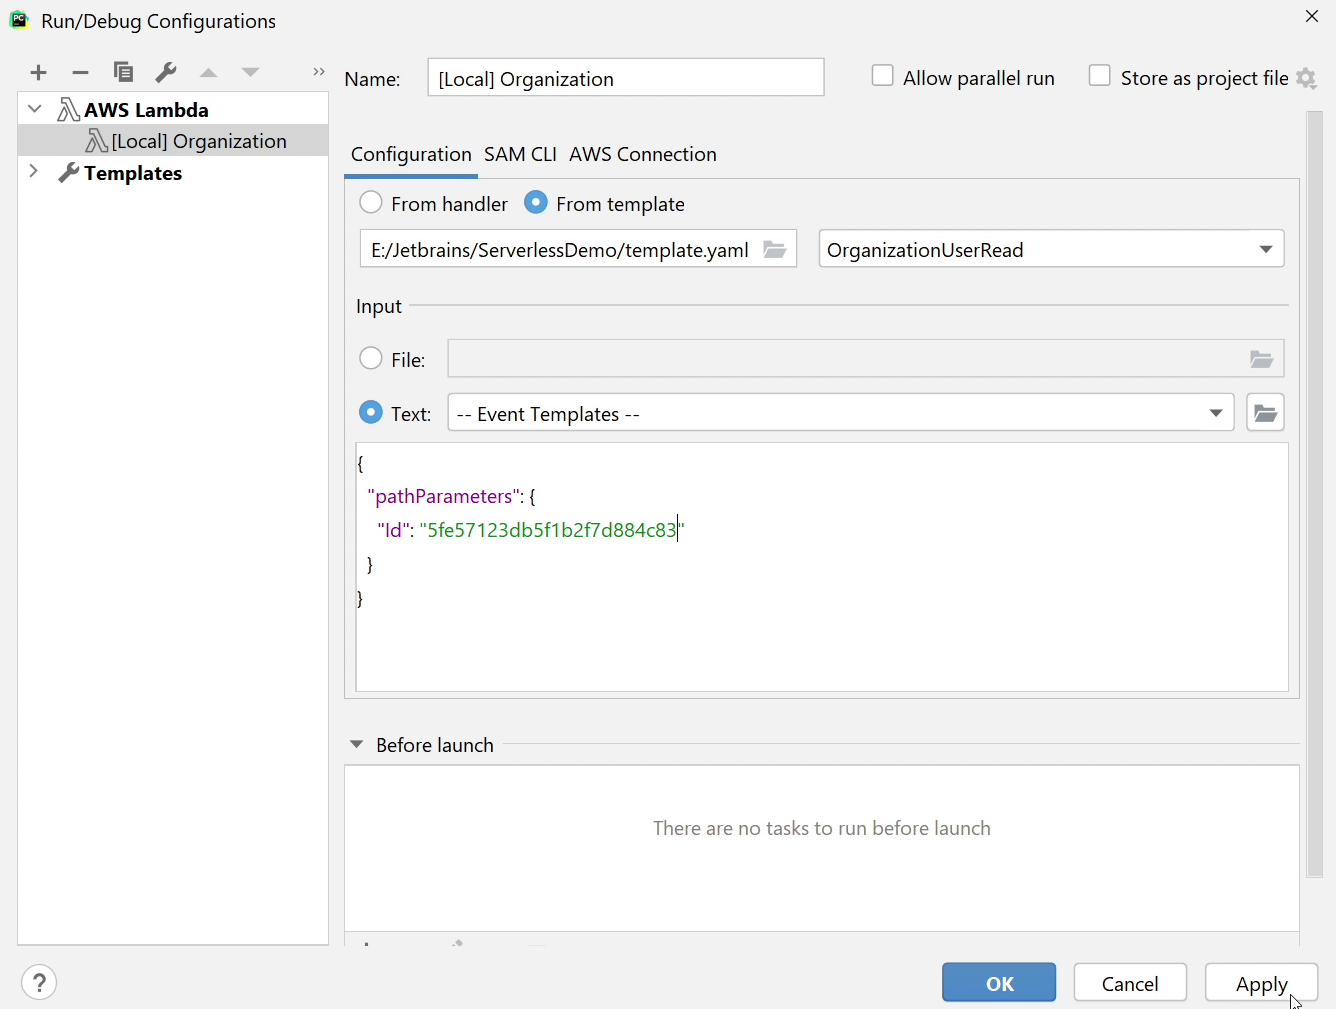 PC
Run/Debug Configurations
Name:
[Local] Organization
Allow parallel run
Store as project file
AWS Lambda
[Local] Organization
Templates
Configuration
SAM CLI
AWS Connection
From handler
From template
E:/Jetbrains/ServerlessDemo/template.yaml
OrganizationUserRead
Input
File:
Text:
-- Event Templates --
{
"pathParameters": {
"Id": "5fe57123db5f1b2f7d884c83"
}
}
Before launch
There are no tasks to run before launch
?
OK
Cancel
Apply